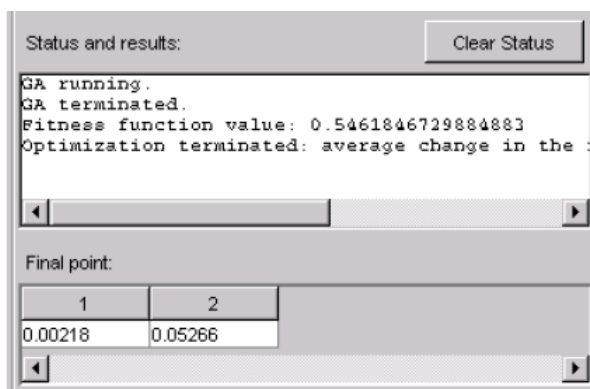 Status and results:
Clear Status
GA running.
GA terminated.
Fitness function value: 0.5461846729884883
Optimization terminated: average change in the
Final point:
1 2
0.00218 0.05266